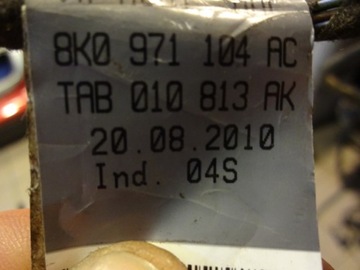 8K0 971 104 AC
TAB 010 813 AK
20.08.2010
Ind. 04S